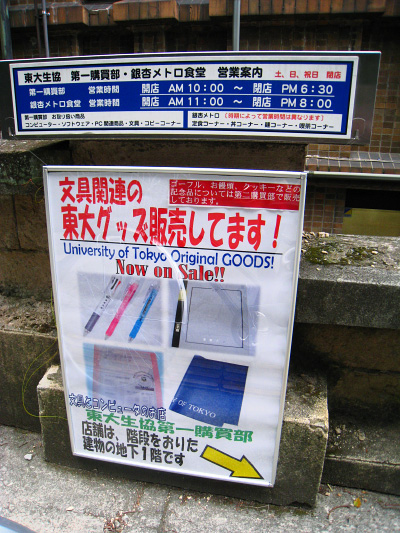 東大生協 第一購買部・銀杏メトロ食堂 営業案内 土、日、祝日 閉店
第一購買部 営業時間 開店 AM 10:00 ～ 閉店 PM 6:30
銀杏メトロ食堂 営業時間 開店 AM 11:00 ～ 閉店 PM 8:00
第一購買部 お取り扱い商品
コンピューター・ソフトウェア・PC関連商品・文具・コピーコーナー
銀杏メトロ (時期によって営業時間は異なります)
定食コーナー・丼コーナー・麺コーナー・喫茶コーナー
文具関連の
東大グッズ販売してます!
ゴーフル、お饅頭、クッキーなどの
記念品については第二購買部で販売
しております。
University of Tokyo Original GOODS!
Now on Sale!!
OF TOKYO
文具とコンピュータのお店
東大生協第一購買部
店舗は、階段をおりた
建物の地下1階です